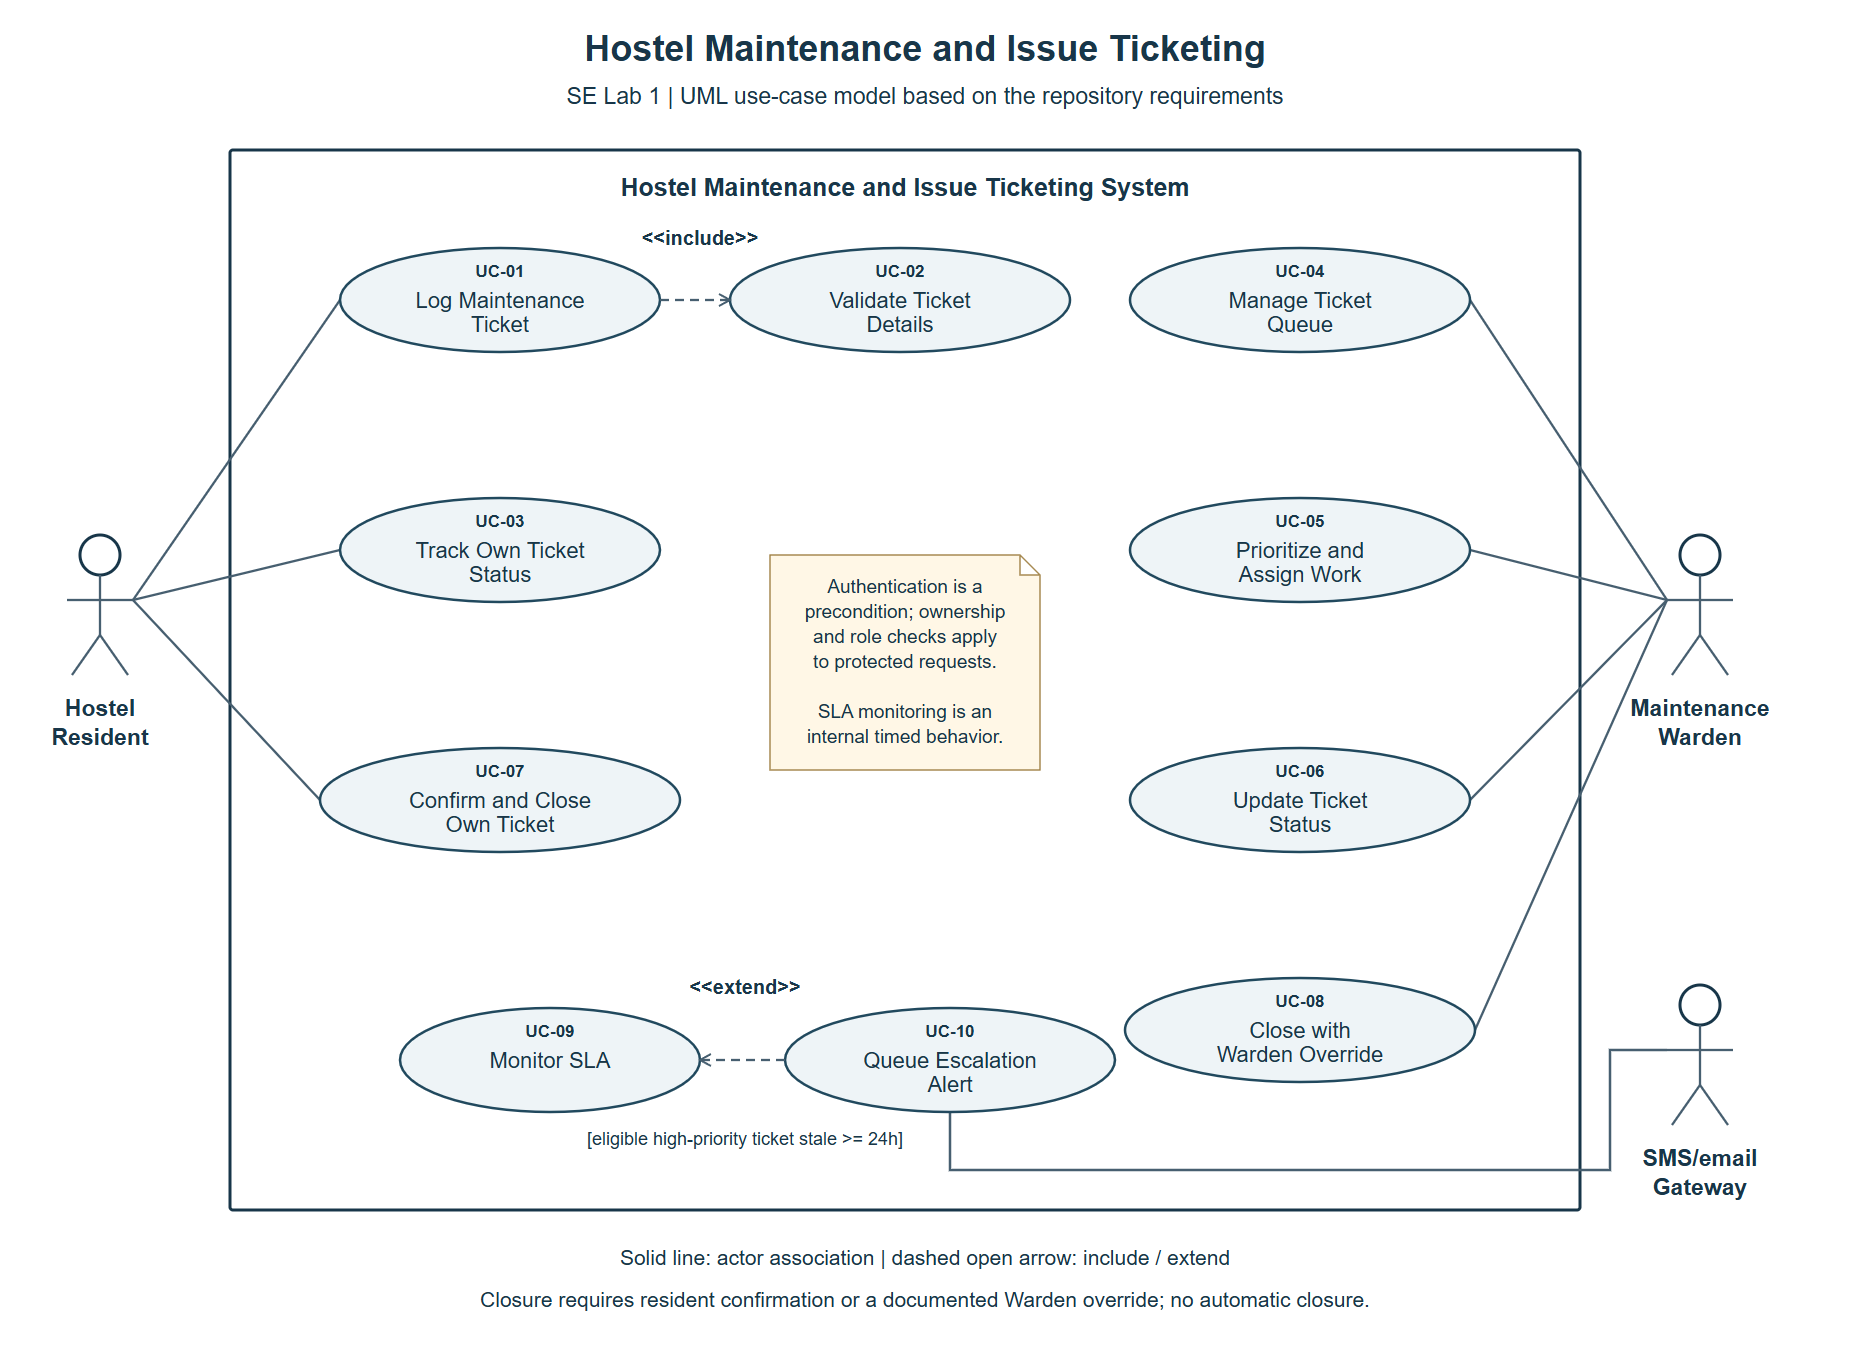 Hostel Maintenance and Issue Ticketing
SE Lab 1 | UML use-case model based on the repository requirements
Hostel Maintenance and Issue Ticketing System
<<include>>
UC-01
Log Maintenance
Ticket
UC-02
Validate Ticket
Details
UC-04
Manage Ticket
Queue
UC-03
Track Own Ticket
Status
UC-05
Prioritize and
Assign Work
Authentication is a
precondition; ownership
and role checks apply
to protected requests.
SLA monitoring is an
internal timed behavior.
Hostel
Resident
Maintenance
Warden
UC-07
Confirm and Close
Own Ticket
UC-06
Update Ticket
Status
<<extend>>
UC-09
Monitor SLA
UC-10
Queue Escalation
Alert
UC-08
Close with
Warden Override
[eligible high-priority ticket stale >= 24h]
SMS/email
Gateway
Solid line: actor association | dashed open arrow: include / extend
Closure requires resident confirmation or a documented Warden override; no automatic closure.